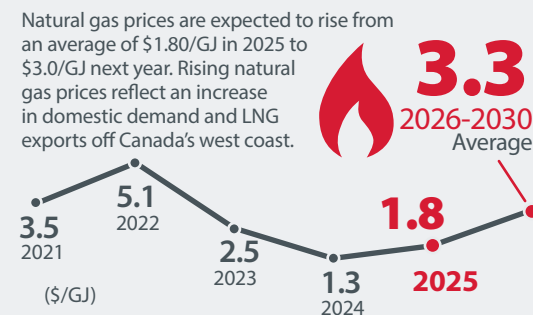 Natural gas prices are expected to rise from
an average of $1.80/GJ in 2025 to
$3.0/GJ next year. Rising natural
gas prices reflect an increase
in domestic demand and LNG
exports off Canada's west coast.
3.3
2026-2030
Average
3.5
2021
5.1
2022
2.5
2023
1.3
2024
1.8
2025
($/GJ)